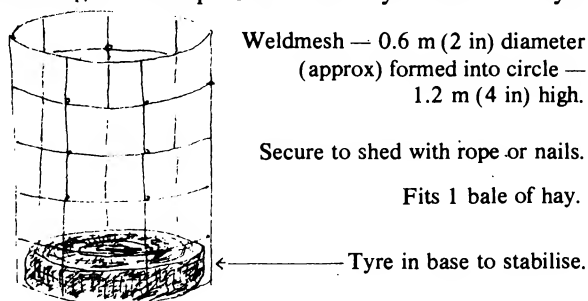 Weldmesh — 0.6 m (2 in) diameter
(approx) formed into circle —
1.2 m (4 in) high.
Secure to shed with rope or nails.
Fits 1 bale of hay.
Tyre in base to stabilise.